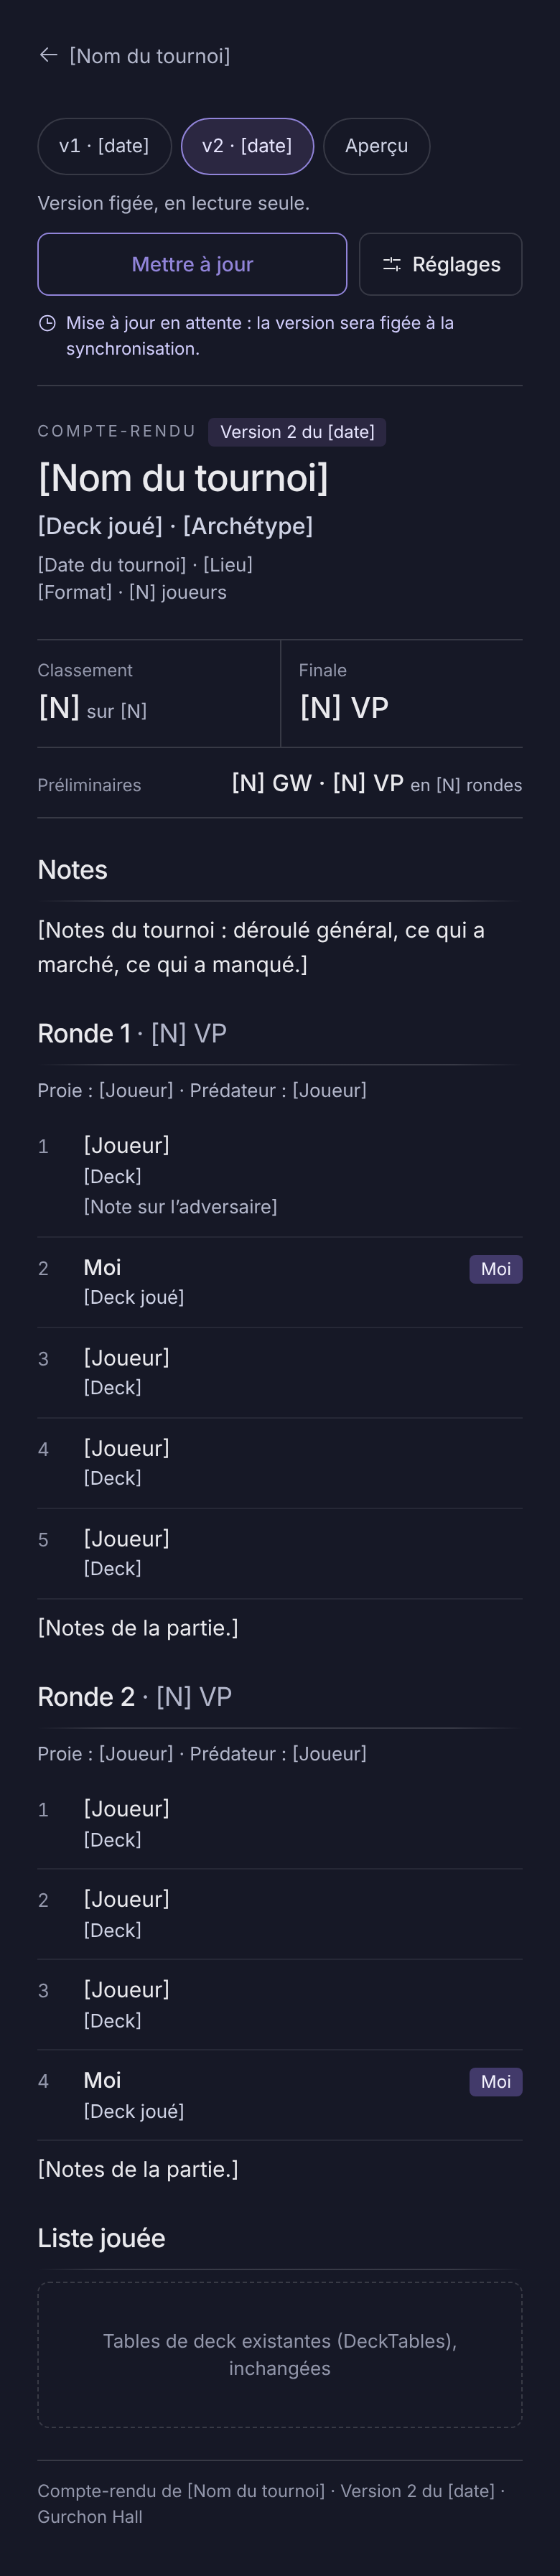 ← [Nom du tournoi]
v1 · [date]
v2 · [date]
Aperçu
Version figée, en lecture seule.
Mettre à jour
Réglages
Mise à jour en attente : la version sera figée à la
synchronisation.
COMPTE-RENDU
Version 2 du [date]
[Nom du tournoi]
[Deck joué] · [Archétype]
[Date du tournoi] · [Lieu]
[Format] · [N] joueurs
Classement
[N] sur [N]
Finale
[N] VP
Préliminaires
[N] GW · [N] VP en [N] rondes
Notes
[Notes du tournoi : déroulé général, ce qui a
marché, ce qui a manqué.]
Ronde 1 · [N] VP
Proie : [Joueur] · Prédateur : [Joueur]
1 [Joueur]
[Deck]
[Note sur l’adversaire]
2 Moi Moi
[Deck joué]
3 [Joueur]
[Deck]
4 [Joueur]
[Deck]
5 [Joueur]
[Deck]
[Notes de la partie.]
Ronde 2 · [N] VP
Proie : [Joueur] · Prédateur : [Joueur]
1 [Joueur]
[Deck]
2 [Joueur]
[Deck]
3 [Joueur]
[Deck]
4 Moi Moi
[Deck joué]
[Notes de la partie.]
Liste jouée
Tables de deck existantes (DeckTables),
inchangées
Compte-rendu de [Nom du tournoi] · Version 2 du [date] ·
Gurchon Hall